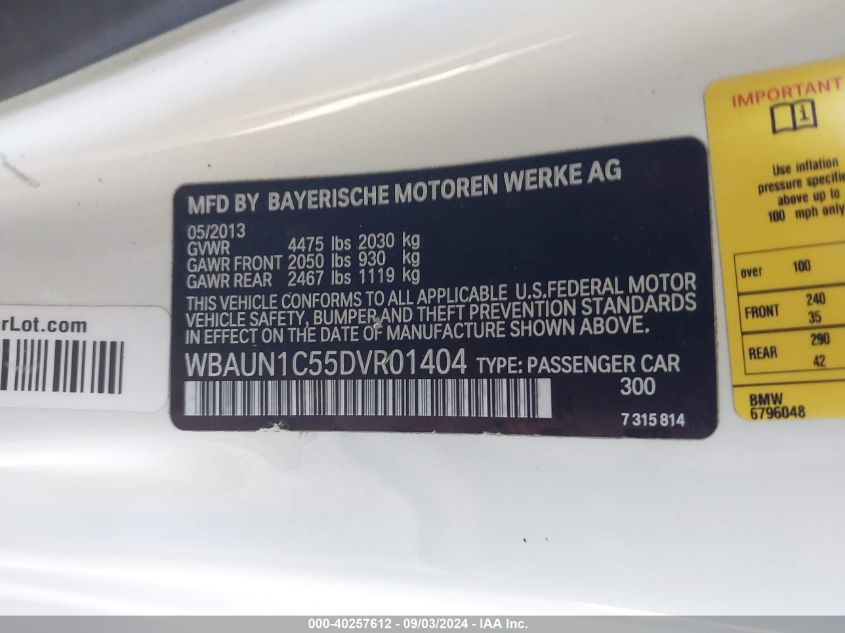 MFD BY BAYERISCHE MOTOREN WERKE AG
05/2013
GVWR 4475 lbs 2030 kg
GAWR FRONT 2050 lbs 930 kg
GAWR REAR 2467 lbs 1119 kg
THIS VEHICLE CONFORMS TO ALL APPLICABLE U.S.FEDERAL MOTOR
VEHICLE SAFETY, BUMPER AND THEFT PREVENTION STANDARDS
IN EFFECT ON THE DATE OF MANUFACTURE SHOWN ABOVE.
WBAUN1C55DVR01404 TYPE: PASSENGER CAR
300
7 315 814
rLot.com
IMPORTANT
Use inflation
pressure specifie
above up to
100 mph only
over 100
FRONT 240
35
REAR 290
42
BMW
6796048
000-40257612 - 09/03/2024 - IAAI.com